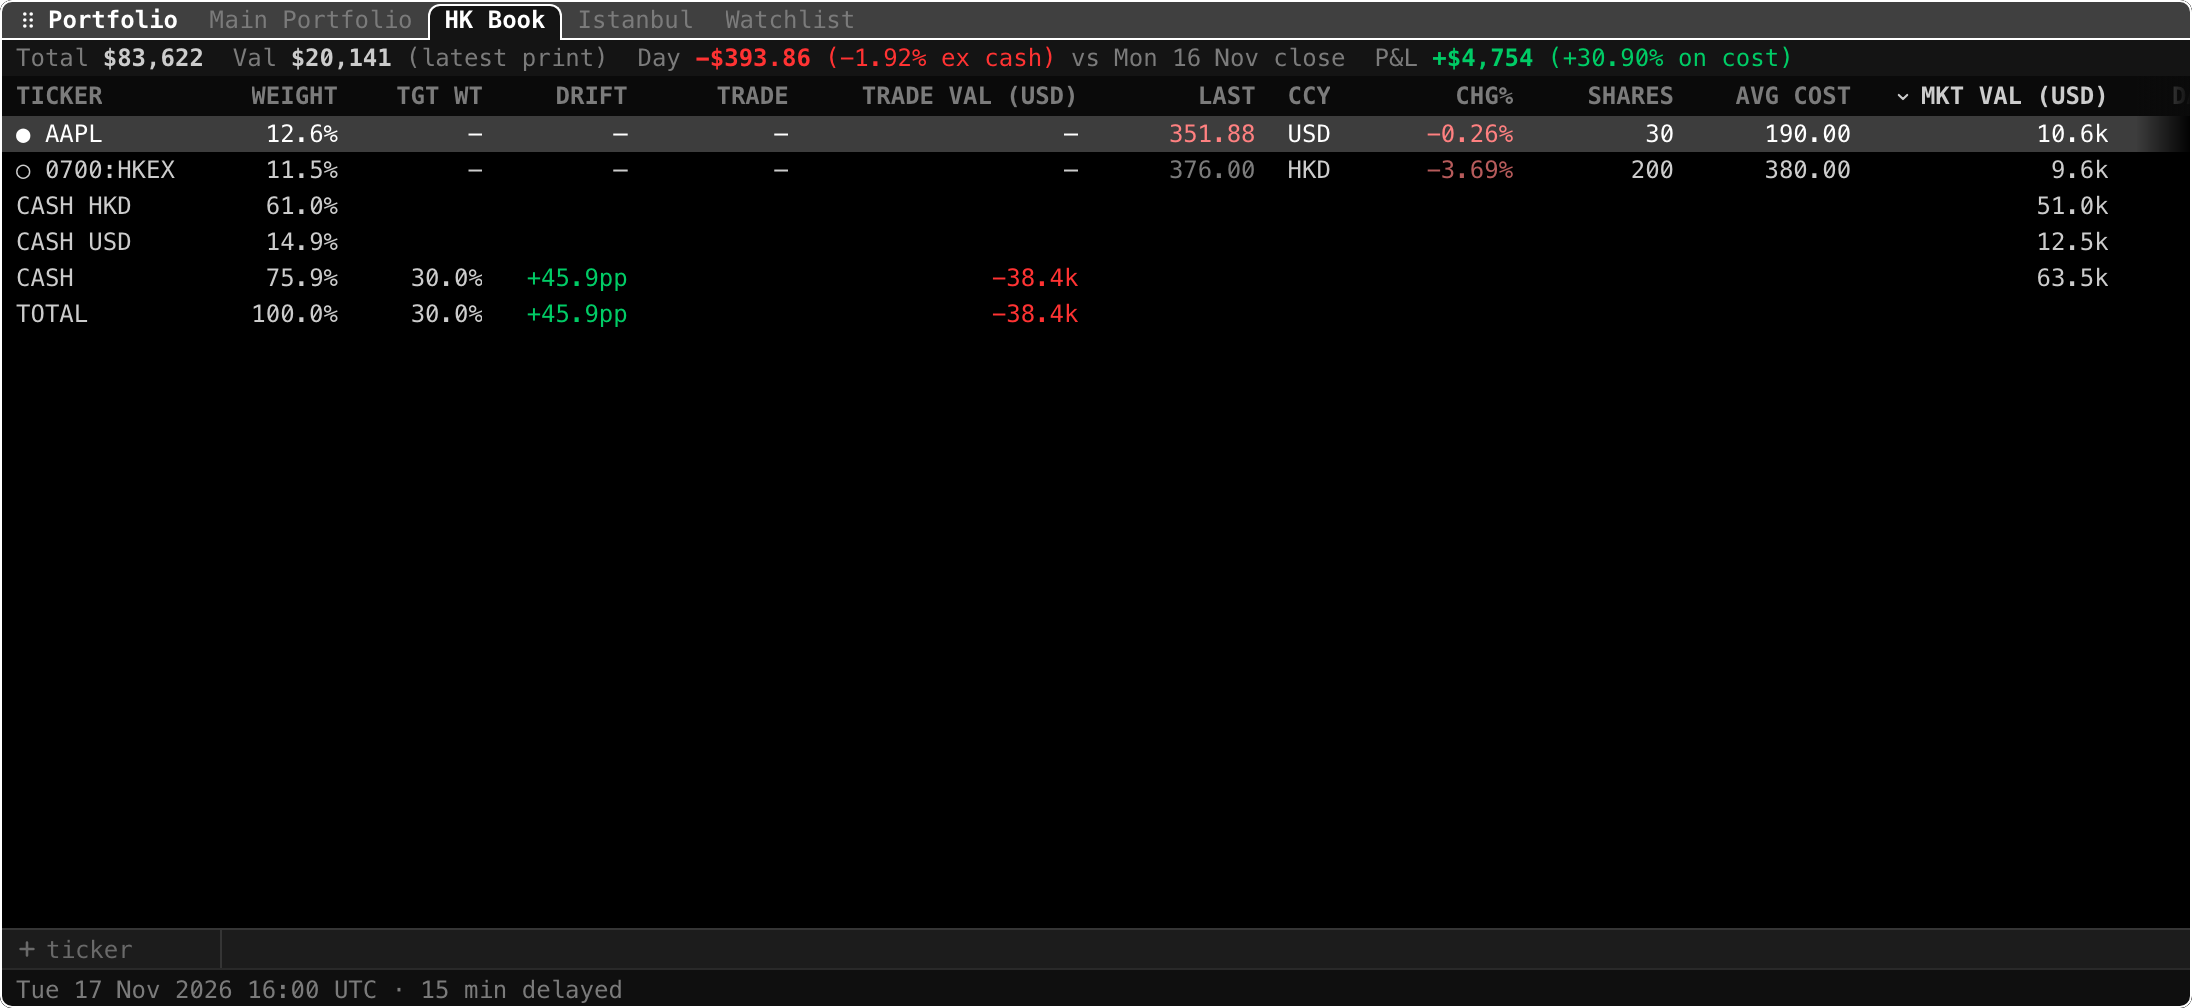 ⠿ Portfolio Main Portfolio HK Book Istanbul Watchlist
Total $83,622 Val $20,141 (latest print) Day −$393.86 (−1.92% ex cash) vs Mon 16 Nov close P&L +$4,754 (+30.90% on cost)
TICKER WEIGHT TGT WT DRIFT TRADE TRADE VAL (USD) LAST CCY CHG% SHARES AVG COST ⌄ MKT VAL (USD) D
● AAPL 12.6% — — — — 351.88 USD −0.26% 30 190.00 10.6k
○ 0700:HKEX 11.5% — — — — 376.00 HKD −3.69% 200 380.00 9.6k
CASH HKD 61.0% 51.0k
CASH USD 14.9% 12.5k
CASH 75.9% 30.0% +45.9pp −38.4k 63.5k
TOTAL 100.0% 30.0% +45.9pp −38.4k
+ ticker
Tue 17 Nov 2026 16:00 UTC · 15 min delayed